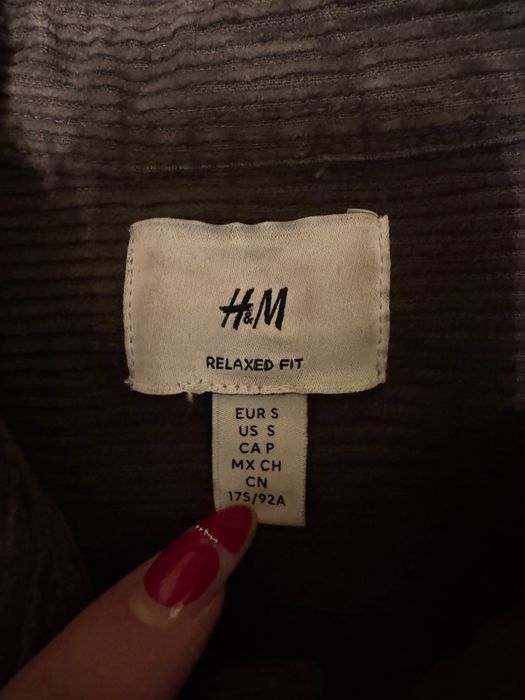 H&M
RELAXED FIT
EUR S
US S
CA P
MX CH
CN
175/92A